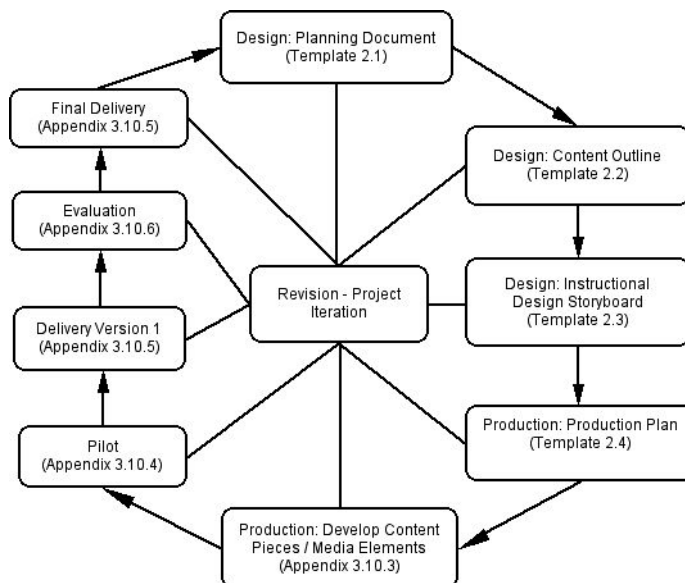 Design: Planning Document
(Template 2.1)
Final Delivery
(Appendix 3.10.5)
Design: Content Outline
(Template 2.2)
Evaluation
(Appendix 3.10.6)
Revision - Project
Iteration
Design: Instructional
Design Storyboard
(Template 2.3)
Delivery Version 1
(Appendix 3.10.5)
Production: Production Plan
(Template 2.4)
Pilot
(Appendix 3.10.4)
Production: Develop Content
Pieces / Media Elements
(Appendix 3.10.3)